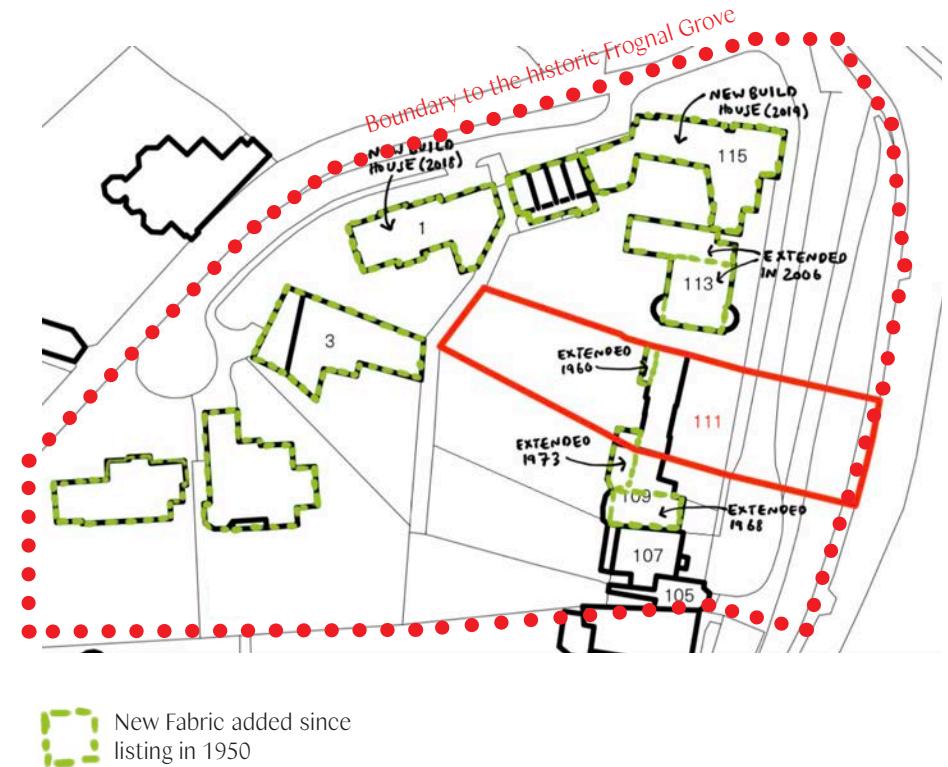 Boundary to the historic Frognal Grove
NEW BUILD
HOUSE (2019)
115
NEW BUILD
HOUSE (2018)
1
EXTENDED
IN 2006
113
3
EXTENDED
1960
111
EXTENDED
1973
109
EXTENDED
1968
107
105
New Fabric added since
listing in 1950